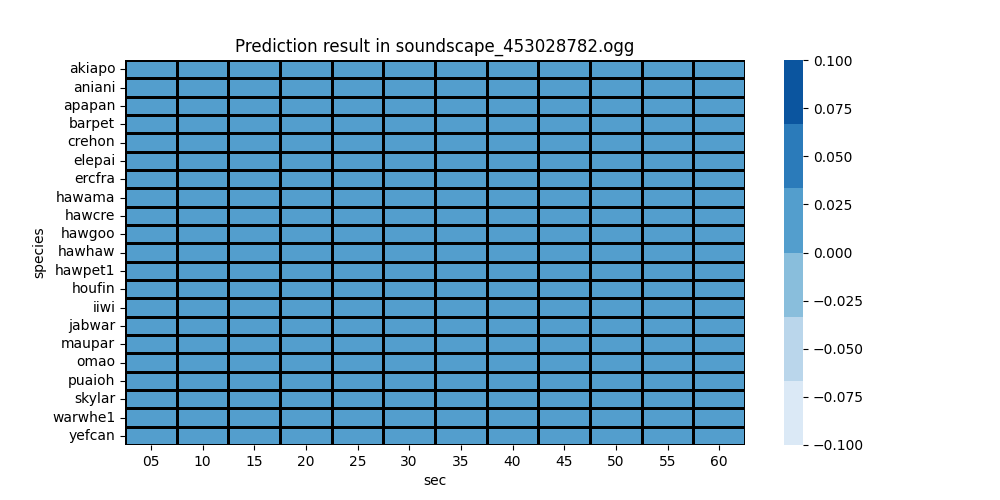 Prediction result in soundscape_453028782.ogg
species
akiapo
aniani
apapan
barpet
crehon
elepai
ercfra
hawama
hawcre
hawgoo
hawhaw
hawpet1
houfin
iiwi
jabwar
maupar
omao
puaioh
skylar
warwhe1
yefcan
05 10 15 20 25 30 35 40 45 50 55 60
sec
0.100
0.075
0.050
0.025
0.000
−0.025
−0.050
−0.075
−0.100